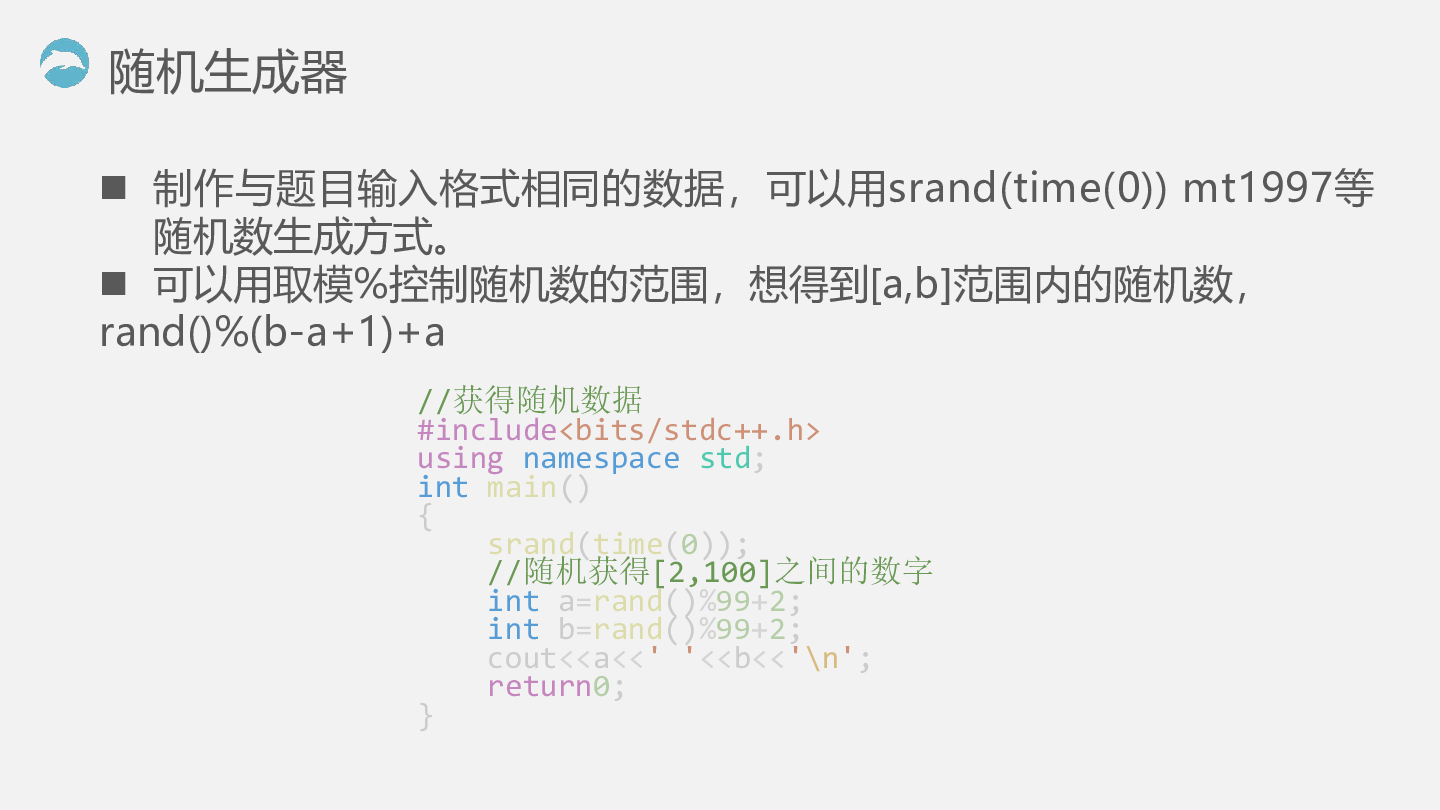 随机生成器
■ 制作与题目输入格式相同的数据，可以用srand(time(0)) mt1997等
随机数生成方式。
■ 可以用取模%控制随机数的范围，想得到[a,b]范围内的随机数，
rand()%(b-a+1)+a
//获得随机数据
#include<bits/stdc++.h>
using namespace std;
int main()
{
    srand(time(0));
    //随机获得[2,100]之间的数字
    int a=rand()%99+2;
    int b=rand()%99+2;
    cout<<a<<' '<<b<<'\n';
    return0;
}